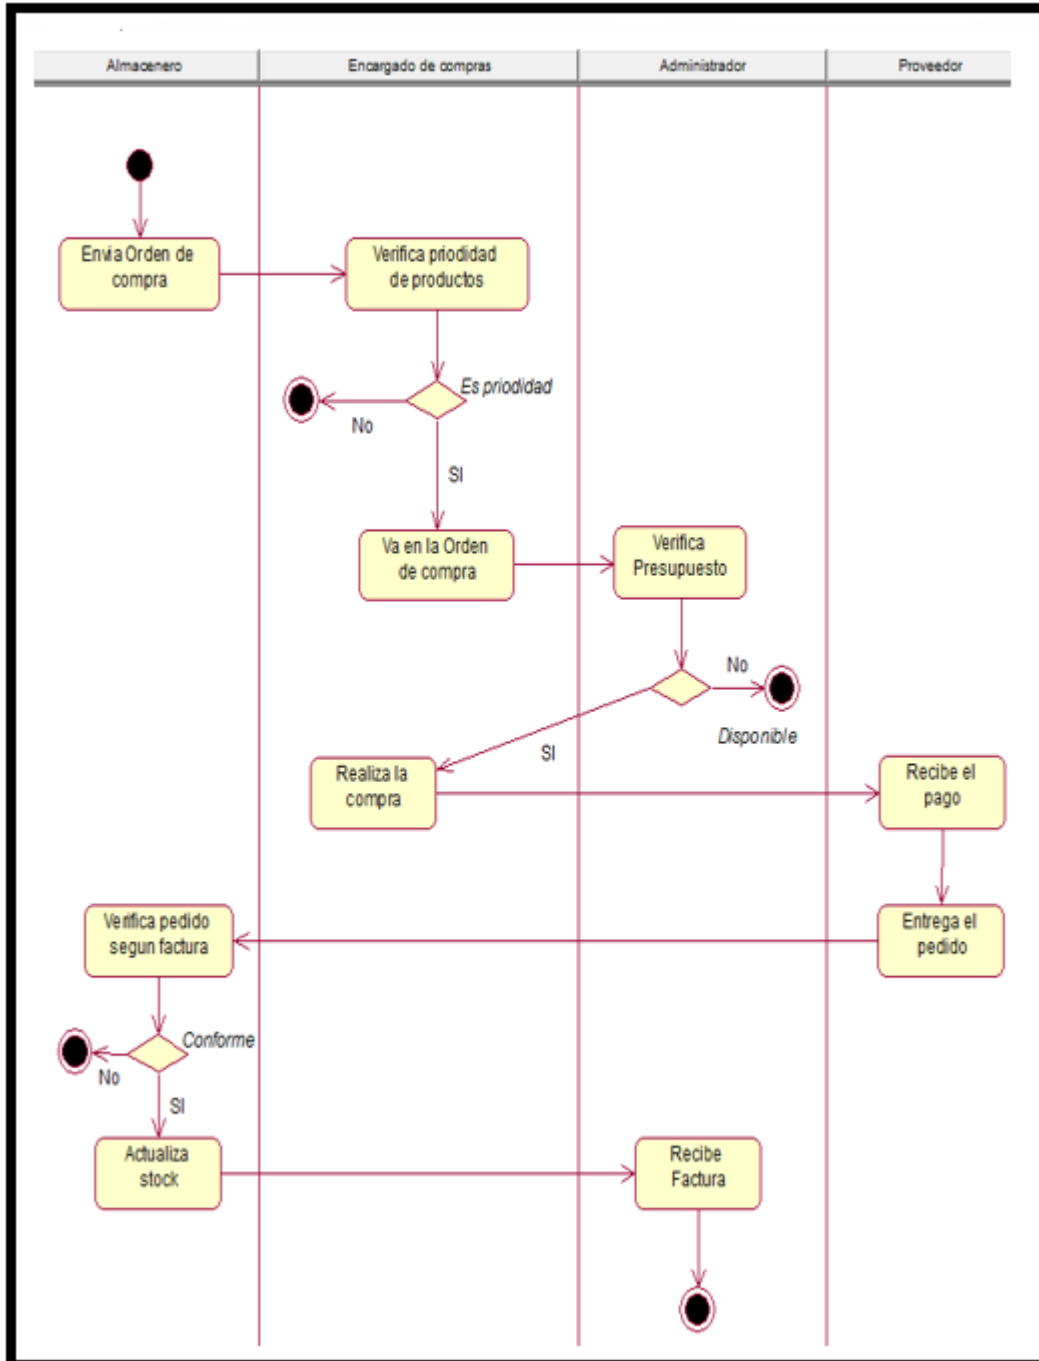 Almacenero
Encargado de compras
Administrador
Proveedor
Envia Orden de
compra
Verifica priodidad
de productos
Es priodidad
No
SI
Va en la Orden
de compra
Verifica
Presupuesto
No
Disponible
SI
Realiza la
compra
Recibe el
pago
Verifica pedido
segun factura
Entrega el
pedido
Conforme
No
SI
Actualiza
stock
Recibe
Factura